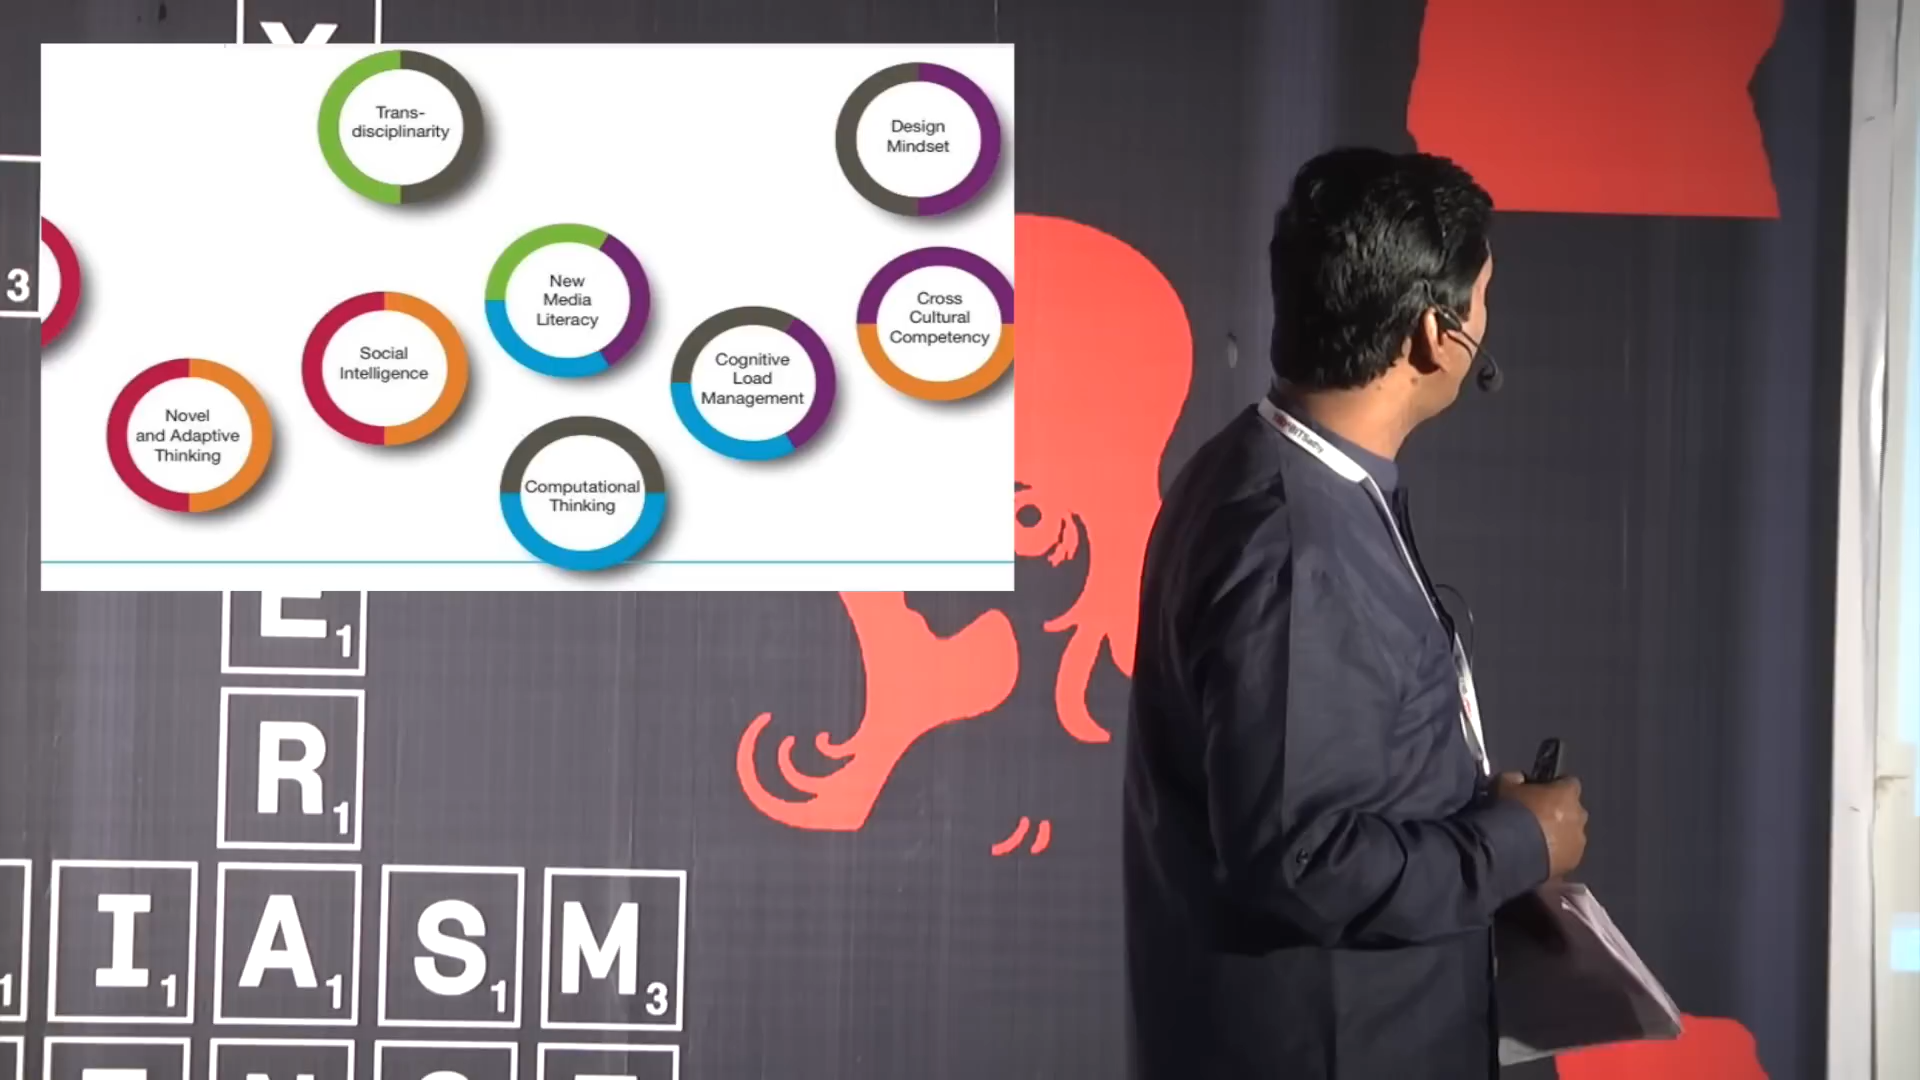 Trans-
disciplinarity
Design
Mindset
New
Media
Literacy
Cross
Cultural
Competency
Social
Intelligence
Cognitive
Load
Management
Novel
and Adaptive
Thinking
Computational
Thinking
3
E1
R1
1 I1 A1 S1 M3